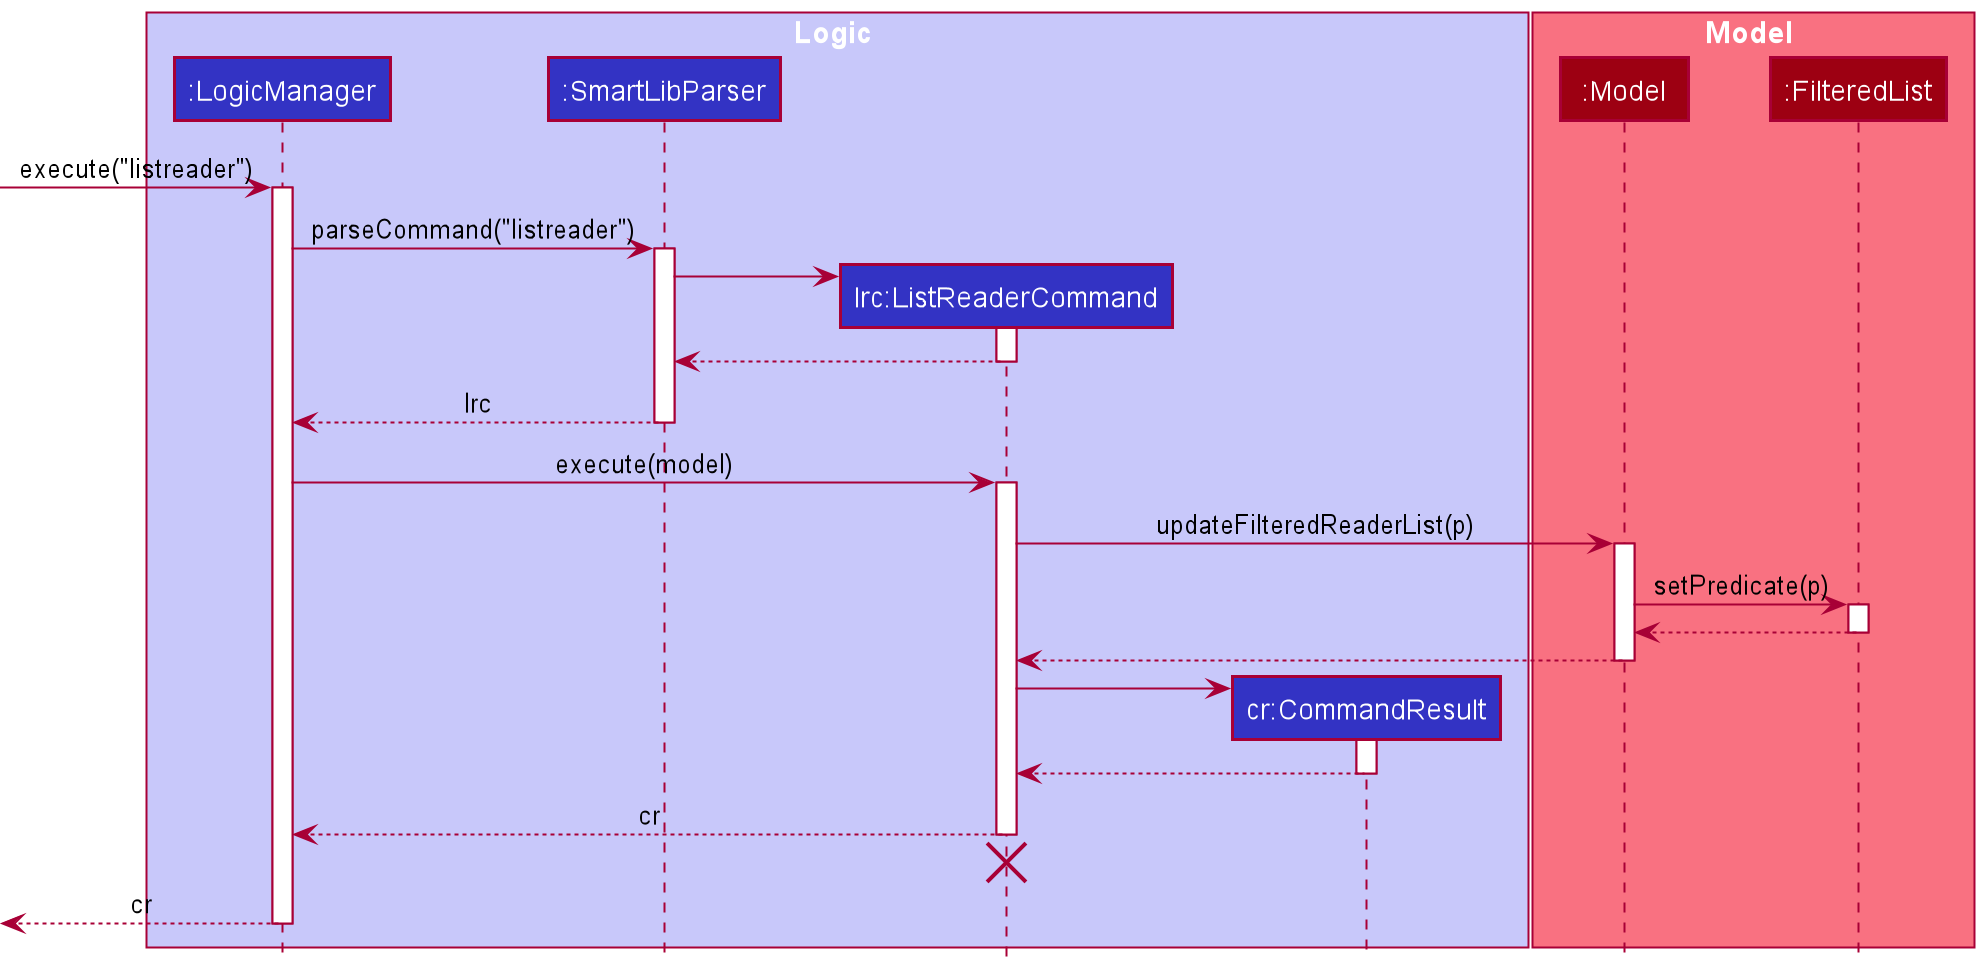 Logic
Model
:LogicManager
:SmartLibParser
:Model
:FilteredList
execute("listreader")
parseCommand("listreader")
lrc:ListReaderCommand
lrc
execute(model)
updateFilteredReaderList(p)
setPredicate(p)
cr:CommandResult
cr
cr